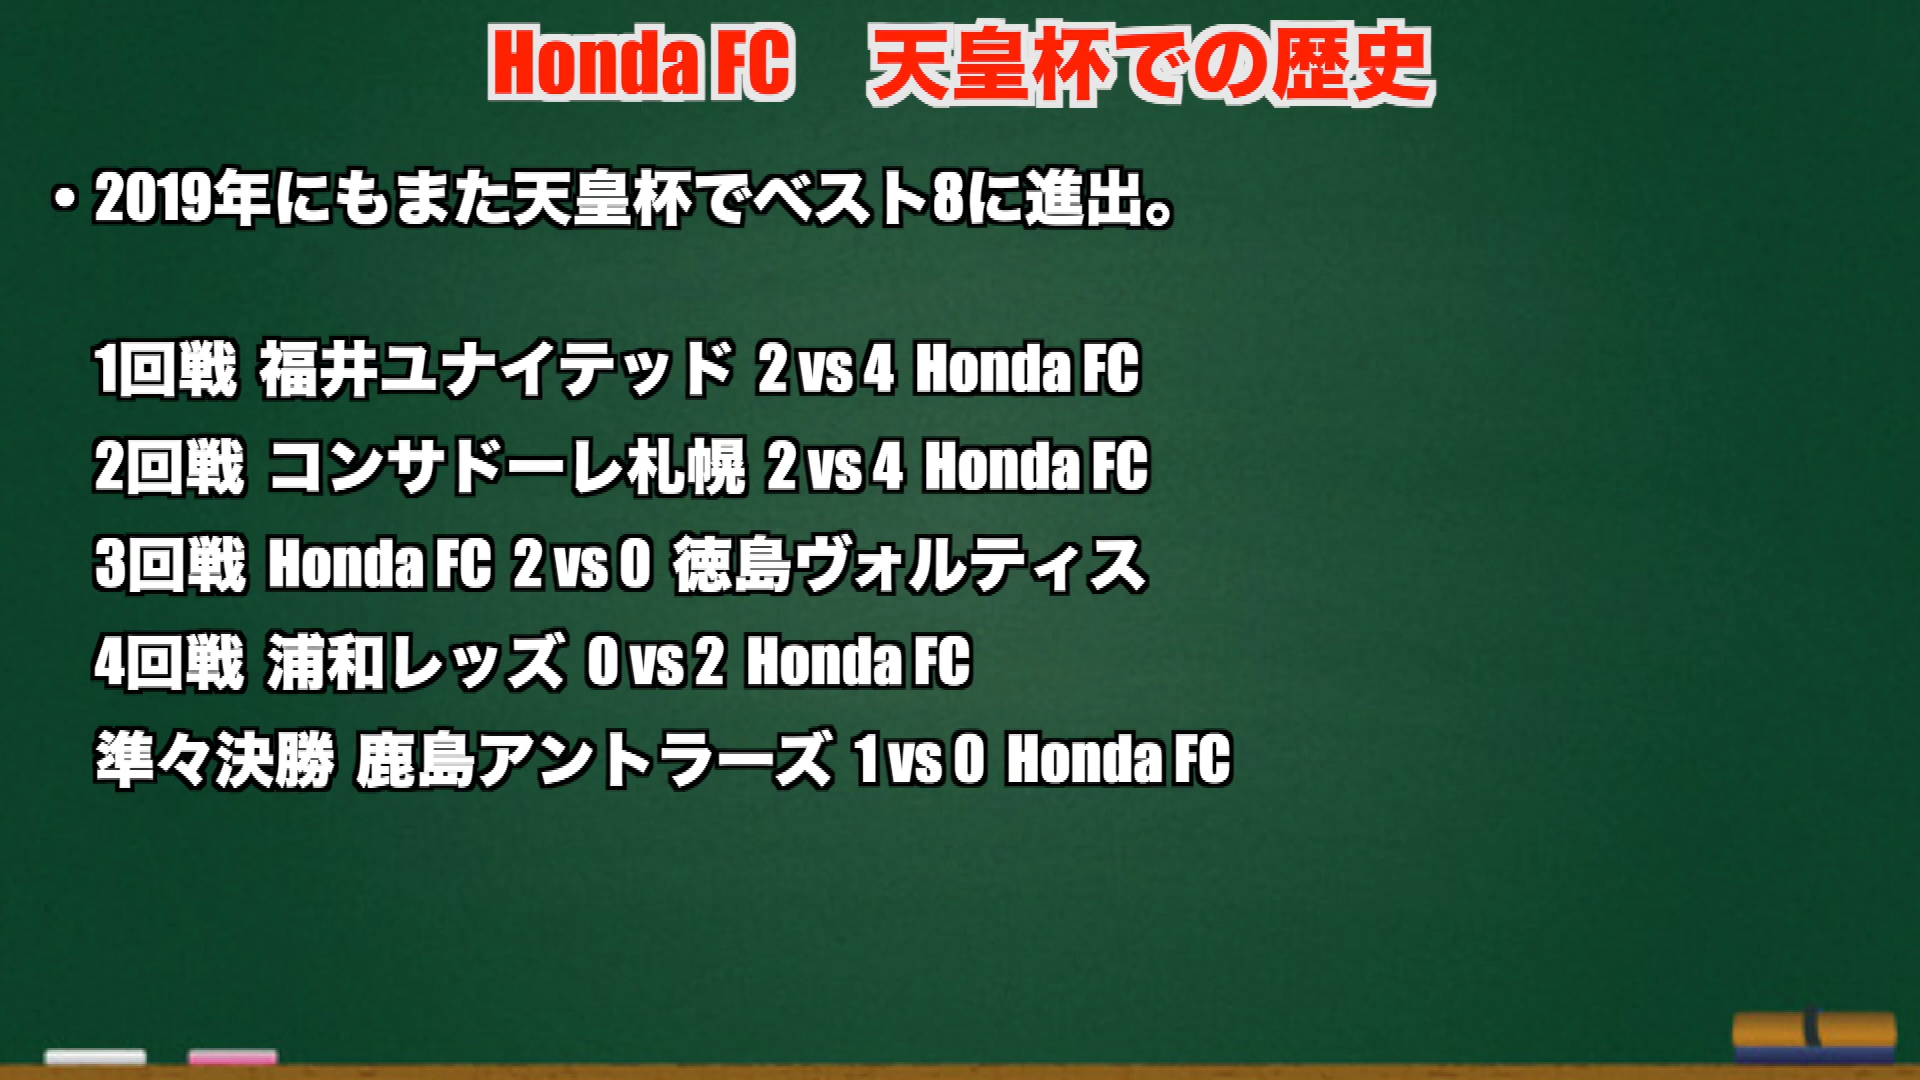 Honda FC　天皇杯での歴史
・2019年にもまた天皇杯でベスト8に進出。
1回戦 福井ユナイテッド 2 vs 4 Honda FC
2回戦 コンサドーレ札幌 2 vs 4 Honda FC
3回戦 Honda FC 2 vs 0 徳島ヴォルティス
4回戦 浦和レッズ 0 vs 2 Honda FC
準々決勝 鹿島アントラーズ 1 vs 0 Honda FC